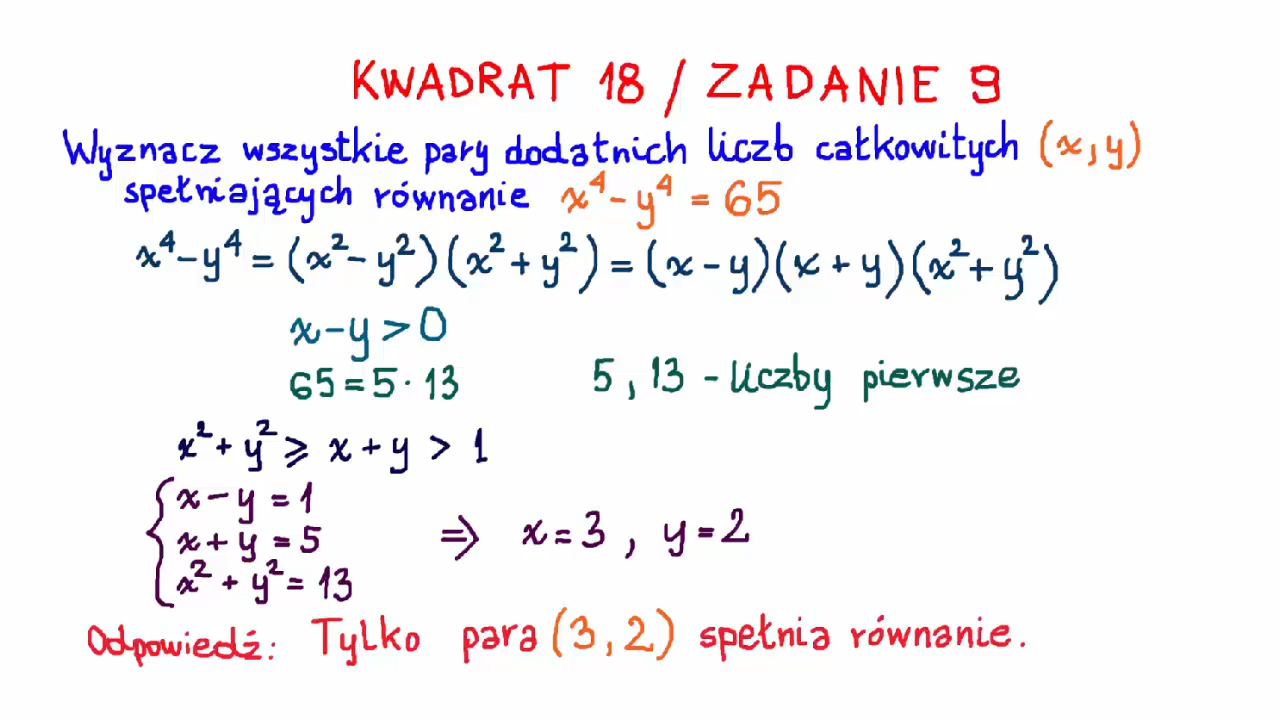 KWADRAT 18 / ZADANIE 9
Wyznacz wszystkie pary dodatnich liczb całkowitych (x, y)
spełniających równanie x⁴ - y⁴ = 65
x⁴ - y⁴ = (x² - y²)(x² + y²) = (x - y)(x + y)(x² + y²)
x - y > 0
65 = 5 · 13 5, 13 - liczby pierwsze
x² + y² ⩾ x + y > 1
x - y = 1
x + y = 5 ⇒ x = 3, y = 2
x² + y² = 13
Odpowiedź: Tylko para (3, 2) spełnia równanie.